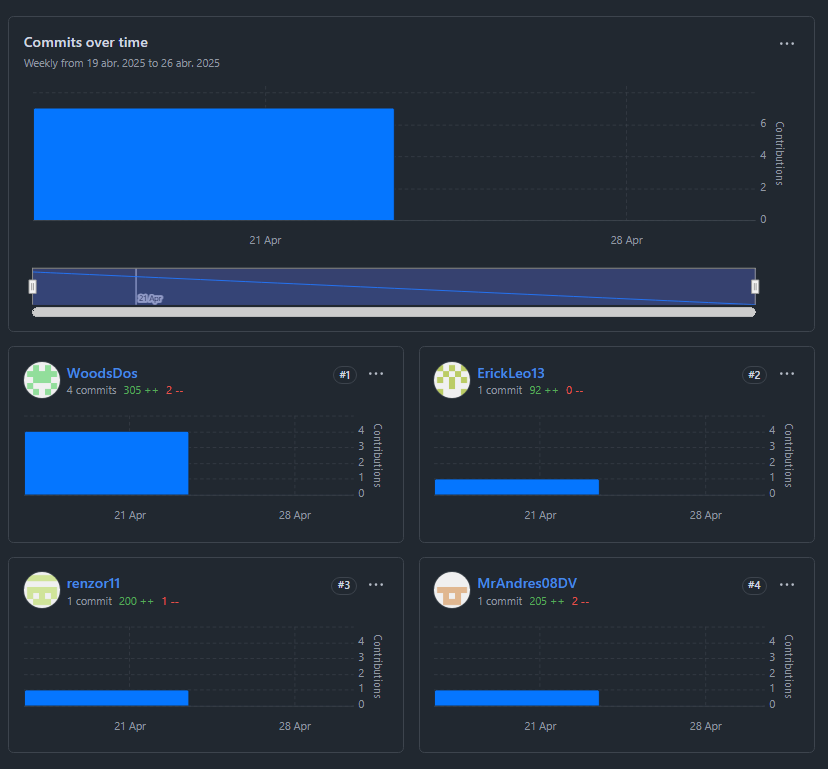 Commits over time
Weekly from 19 abr. 2025 to 26 abr. 2025
6
4
2
0
Contributions
21 Apr
28 Apr
21 Apr
WoodsDos
#1
4 commits 305 ++ 2 --
4
3
2
1
0
Contributions
21 Apr
28 Apr
ErickLeo13
#2
1 commit 92 ++ 0 --
4
3
2
1
0
Contributions
21 Apr
28 Apr
renzor11
#3
1 commit 200 ++ 1 --
4
3
2
1
0
Contributions
21 Apr
28 Apr
MrAndres08DV
#4
1 commit 205 ++ 2 --
4
3
2
1
0
Contributions
21 Apr
28 Apr